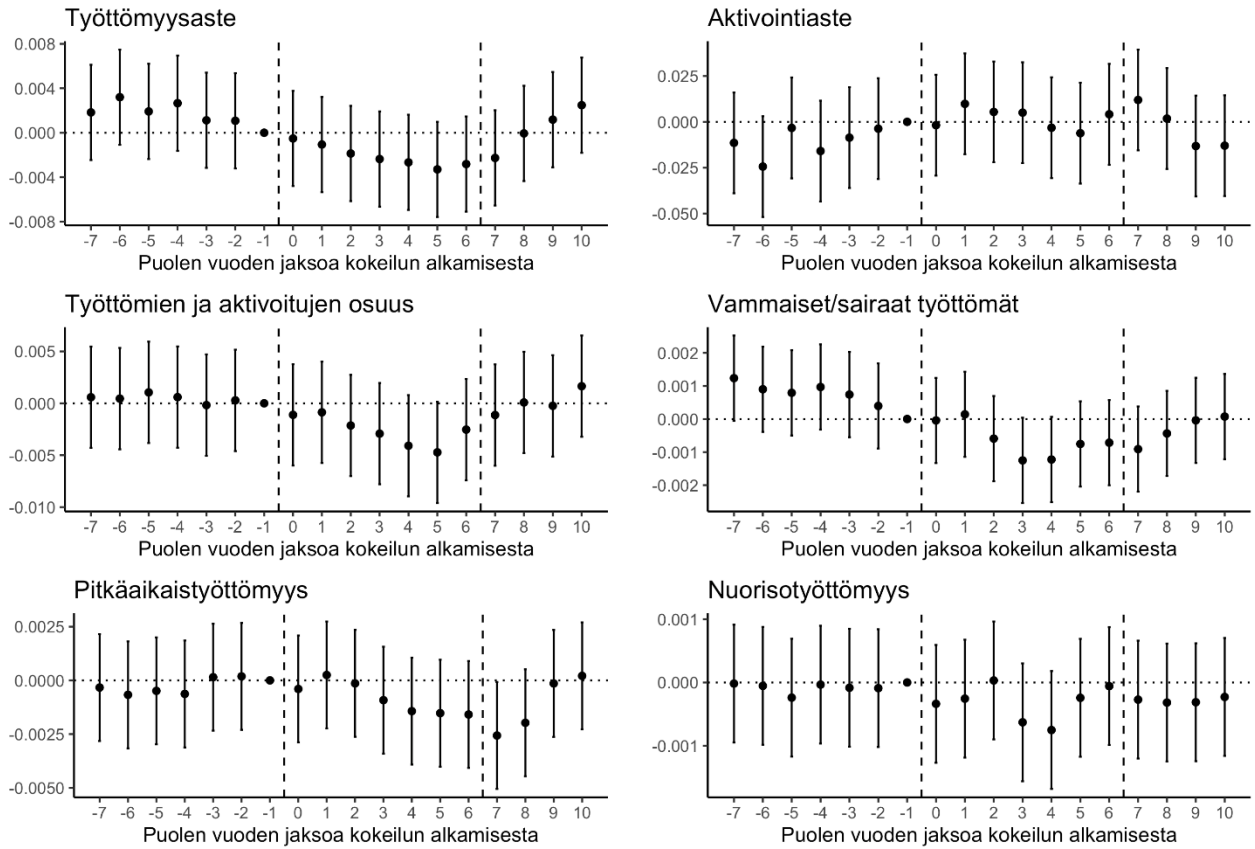 Työttömyysaste
0.008
0.004
0.000
-0.004
-0.008
-7 -6 -5 -4 -3 -2 -1 0 1 2 3 4 5 6 7 8 9 10
Puolen vuoden jaksoa kokeilun alkamisesta
Aktivointiaste
0.025
0.000
-0.025
-0.050
-7 -6 -5 -4 -3 -2 -1 0 1 2 3 4 5 6 7 8 9 10
Puolen vuoden jaksoa kokeilun alkamisesta
Työttömien ja aktivoitujen osuus
0.005
0.000
-0.005
-0.010
-7 -6 -5 -4 -3 -2 -1 0 1 2 3 4 5 6 7 8 9 10
Puolen vuoden jaksoa kokeilun alkamisesta
Vammaiset/sairaat työttömät
0.002
0.001
0.000
-0.001
-0.002
-7 -6 -5 -4 -3 -2 -1 0 1 2 3 4 5 6 7 8 9 10
Puolen vuoden jaksoa kokeilun alkamisesta
Pitkäaikaistyöttömyys
0.0025
0.0000
-0.0025
-0.0050
-7 -6 -5 -4 -3 -2 -1 0 1 2 3 4 5 6 7 8 9 10
Puolen vuoden jaksoa kokeilun alkamisesta
Nuorisotyöttömyys
0.001
0.000
-0.001
-7 -6 -5 -4 -3 -2 -1 0 1 2 3 4 5 6 7 8 9 10
Puolen vuoden jaksoa kokeilun alkamisesta